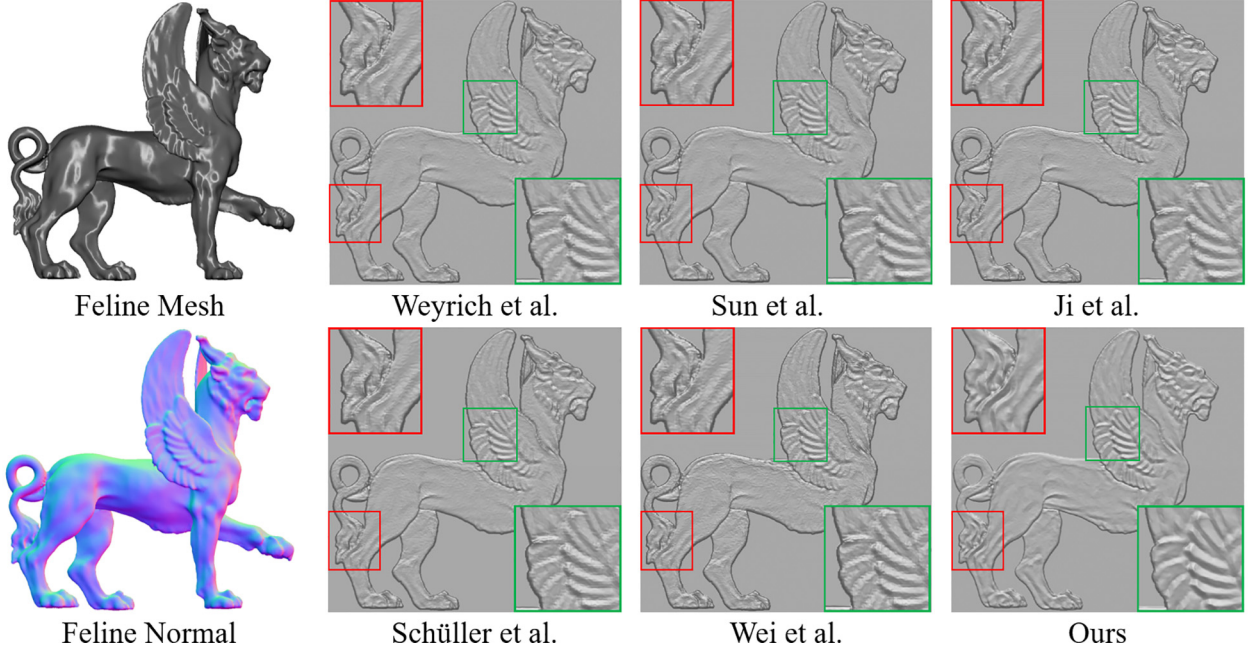 Feline Mesh
Weyrich et al.
Sun et al.
Ji et al.
Feline Normal
Schüller et al.
Wei et al.
Ours